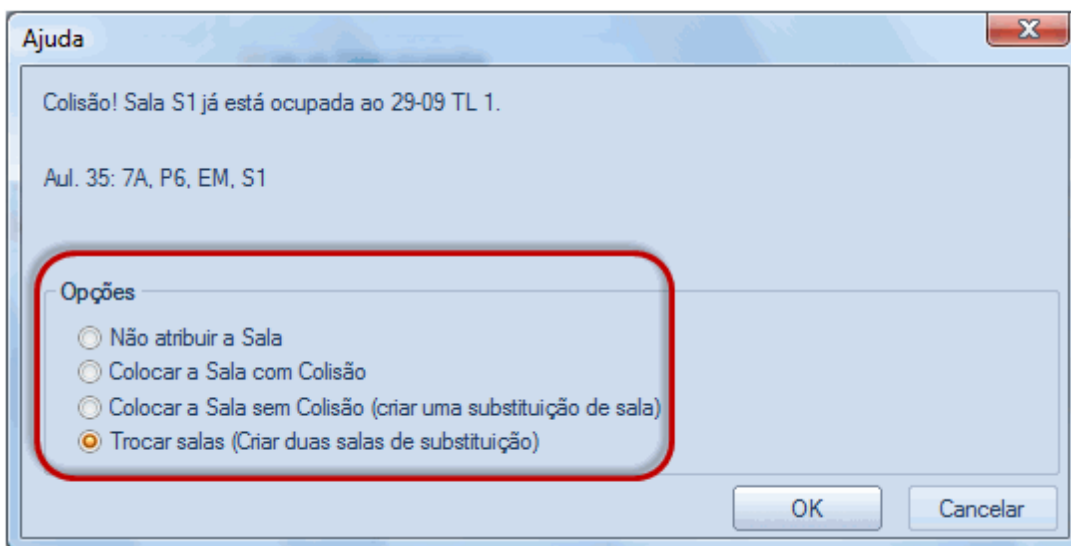 Ajuda
Colisão! Sala S1 já está ocupada ao 29-09 TL 1.
Aul. 35: 7A, P6, EM, S1
Opções
Não atribuir a Sala
Colocar a Sala com Colisão
Colocar a Sala sem Colisão (criar uma substituição de sala)
Trocar salas (Criar duas salas de substituição)
OK Cancelar